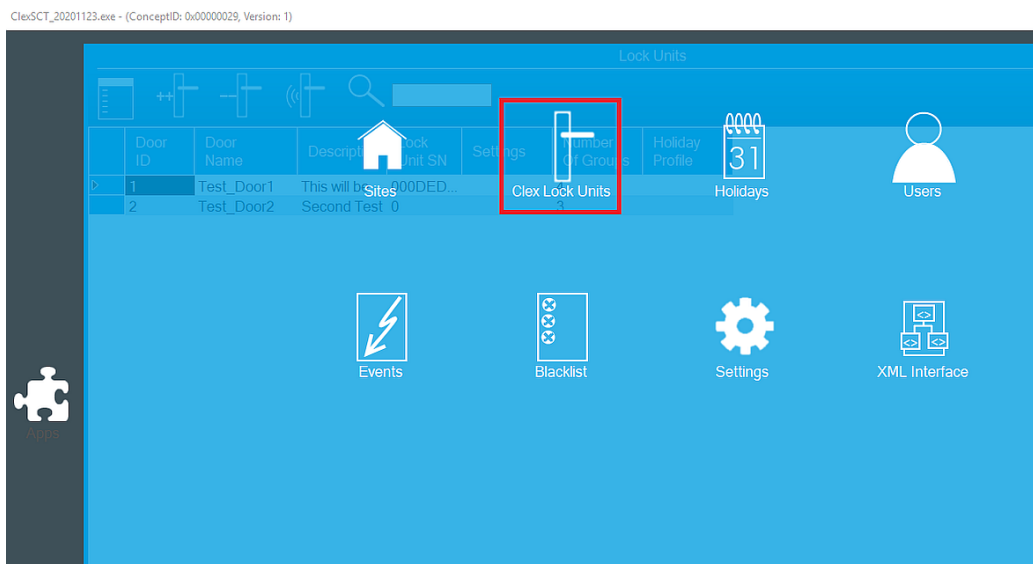 ClexSCT_20201123.exe - (ConceptID: 0x00000029, Version: 1)
Lock Units
Door ID Door Name Lock Unit SN Settings Number Of Groups Holiday Profile
1 Test_Door1 This will be 000DED...
2 Test_Door2 Second Test 0 3
Sites Clex Lock Units Holidays Users
31
Events Blacklist Settings XML Interface
Apps